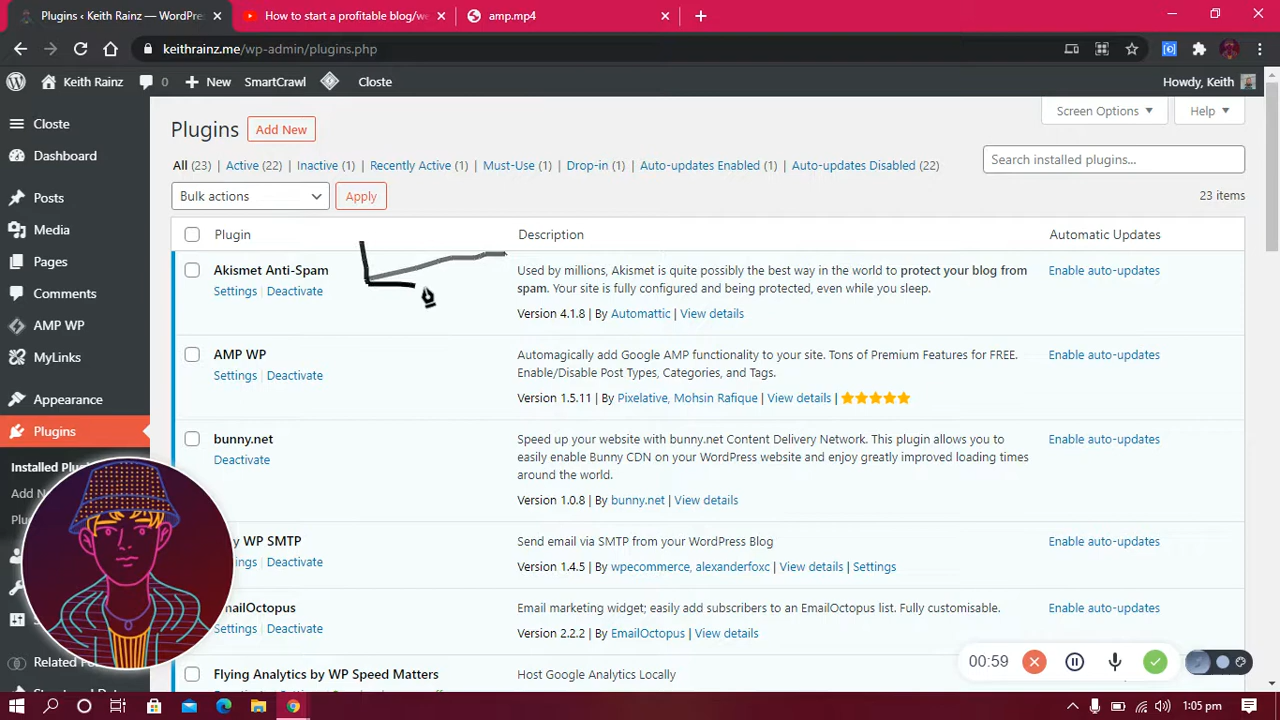 Plugins ‹ Keith Rainz — WordPre
How to start a profitable blog/we
amp.mp4
keithrainz.me/wp-admin/plugins.php
Keith Rainz
0
New
SmartCrawl
Closte
Howdy, Keith
Closte
Dashboard
Posts
Media
Pages
Comments
AMP WP
MyLinks
Appearance
Plugins
Installed Plu
Add N
Plu
Related Po
Plugins
Add New
Screen Options
Help
All (23) | Active (22) | Inactive (1) | Recently Active (1) | Must-Use (1) | Drop-in (1) | Auto-updates Enabled (1) | Auto-updates Disabled (22)
Search installed plugins...
Bulk actions
Apply
23 items
Plugin
Description
Automatic Updates
Akismet Anti-Spam
Settings | Deactivate
Used by millions, Akismet is quite possibly the best way in the world to protect your blog from
spam. Your site is fully configured and being protected, even while you sleep.
Version 4.1.8 | By Automattic | View details
Enable auto-updates
AMP WP
Settings | Deactivate
Automagically add Google AMP functionality to your site. Tons of Premium Features for FREE.
Enable/Disable Post Types, Categories, and Tags.
Version 1.5.11 | By Pixelative, Mohsin Rafique | View details |
Enable auto-updates
bunny.net
Deactivate
Speed up your website with bunny.net Content Delivery Network. This plugin allows you to
easily enable Bunny CDN on your WordPress website and enjoy greatly improved loading times
around the world.
Version 1.0.8 | By bunny.net | View details
Enable auto-updates
y WP SMTP
ings | Deactivate
Send email via SMTP from your WordPress Blog
Version 1.4.5 | By wpecommerce, alexanderfoxc | View details | Settings
Enable auto-updates
mailOctopus
Settings | Deactivate
Email marketing widget; easily add subscribers to an EmailOctopus list. Fully customisable.
Version 2.2.2 | By EmailOctopus | View details
Enable auto-updates
Flying Analytics by WP Speed Matters
Host Google Analytics Locally
00:59
1:05 pm